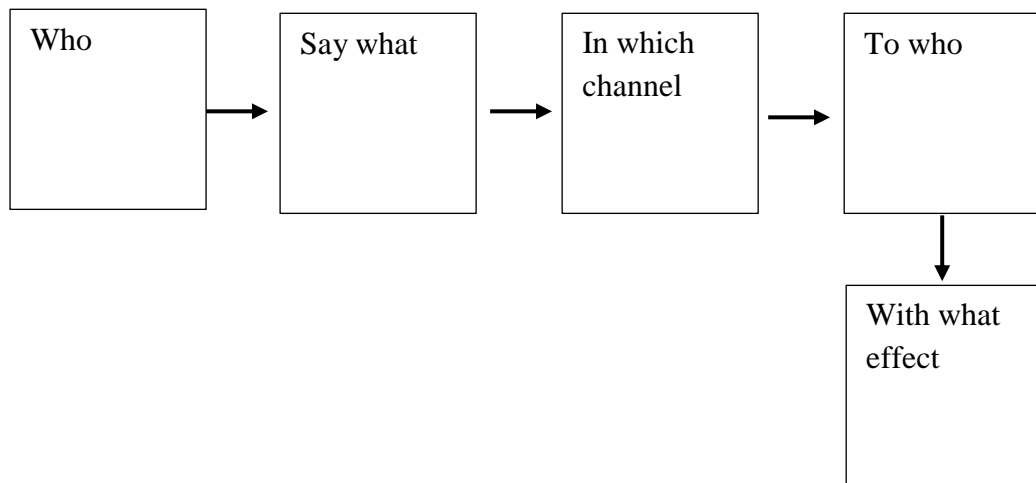 Who
Say what
In which
channel
To who
With what
effect